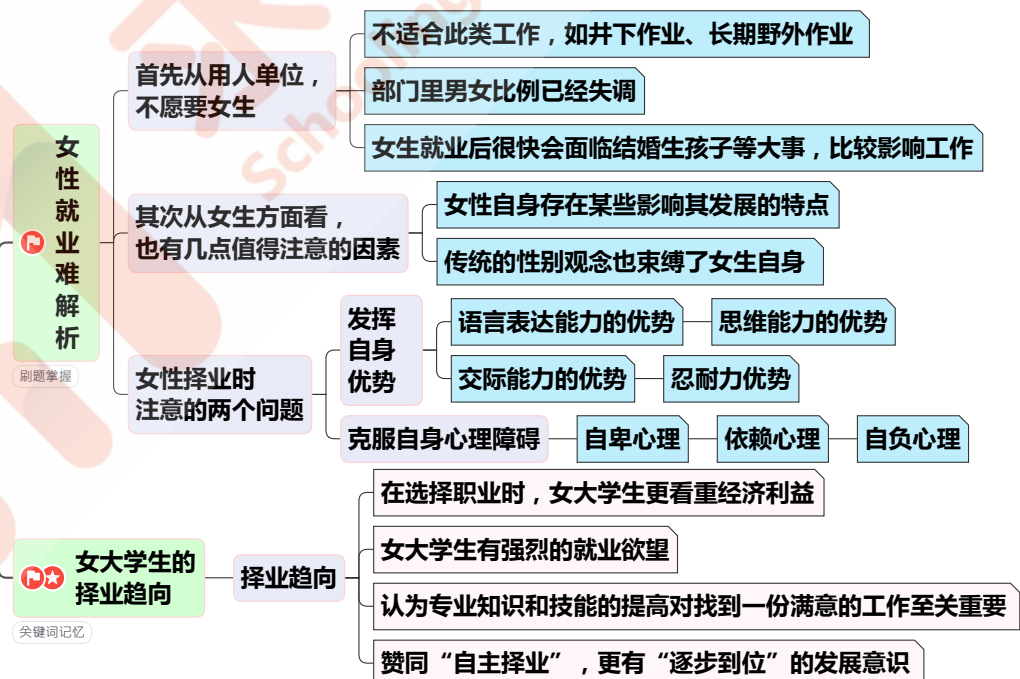 女性就业难解析
刷题掌握
首先从用人单位，
不愿要女生
不适合此类工作，如井下作业、长期野外作业
部门里男女比例已经失调
女生就业后很快会面临结婚生孩子等大事，比较影响工作
其次从女生方面看，
也有几点值得注意的因素
女性自身存在某些影响其发展的特点
传统的性别观念也束缚了女生自身
女性择业时
注意的两个问题
发挥
自身
优势
语言表达能力的优势
思维能力的优势
交际能力的优势
忍耐力优势
克服自身心理障碍
自卑心理
依赖心理
自负心理
女大学生的
择业趋向
关键词记忆
择业趋向
在选择职业时，女大学生更看重经济利益
女大学生有强烈的就业欲望
认为专业知识和技能的提高对找到一份满意的工作至关重要
赞同“自主择业”，更有“逐步到位”的发展意识
Schooling